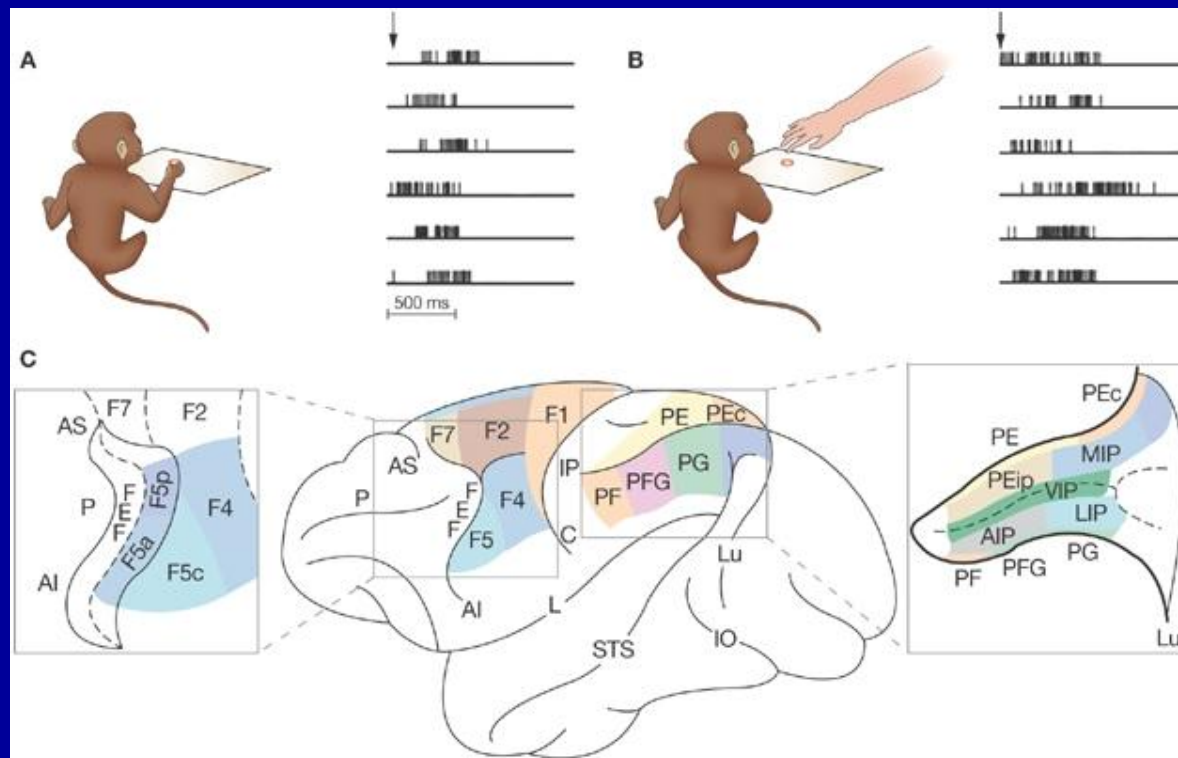 A
B
500 ms
C
F7
F2
AS
P
F
E
F
F5p
F5a
F4
AI
F5c
F7
F2
F1
AS
P
F
E
F
F4
F5
AI
IP
C
PE
PEc
PF
PFG
PG
L
Lu
STS
IO
PEc
PE
MIP
PEip
VIP
LIP
AIP
PF
PFG
PG
Lu